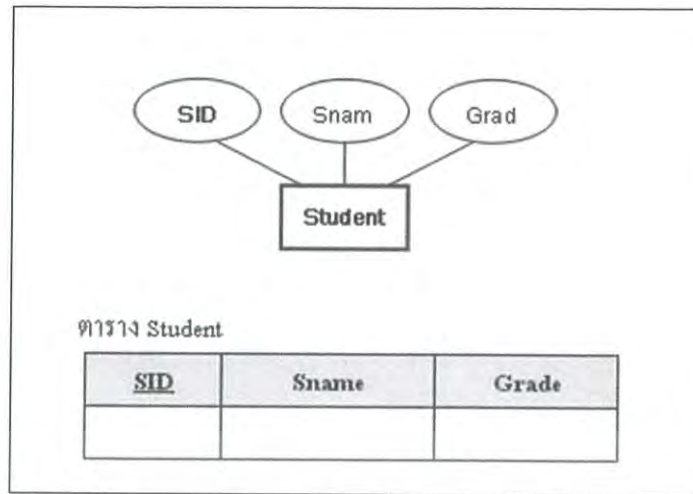 SID Snam Grad
Student
ตาราง Student
SID Sname Grade